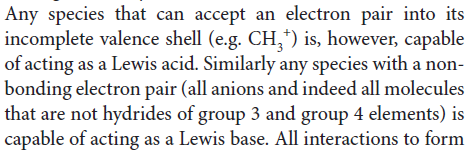 Any species that can accept an electron pair into its
incomplete valence shell (e.g. CH₃⁺) is, however, capable
of acting as a Lewis acid. Similarly any species with a non-
bonding electron pair (all anions and indeed all molecules
that are not hydrides of group 3 and group 4 elements) is
capable of acting as a Lewis base. All interactions to form